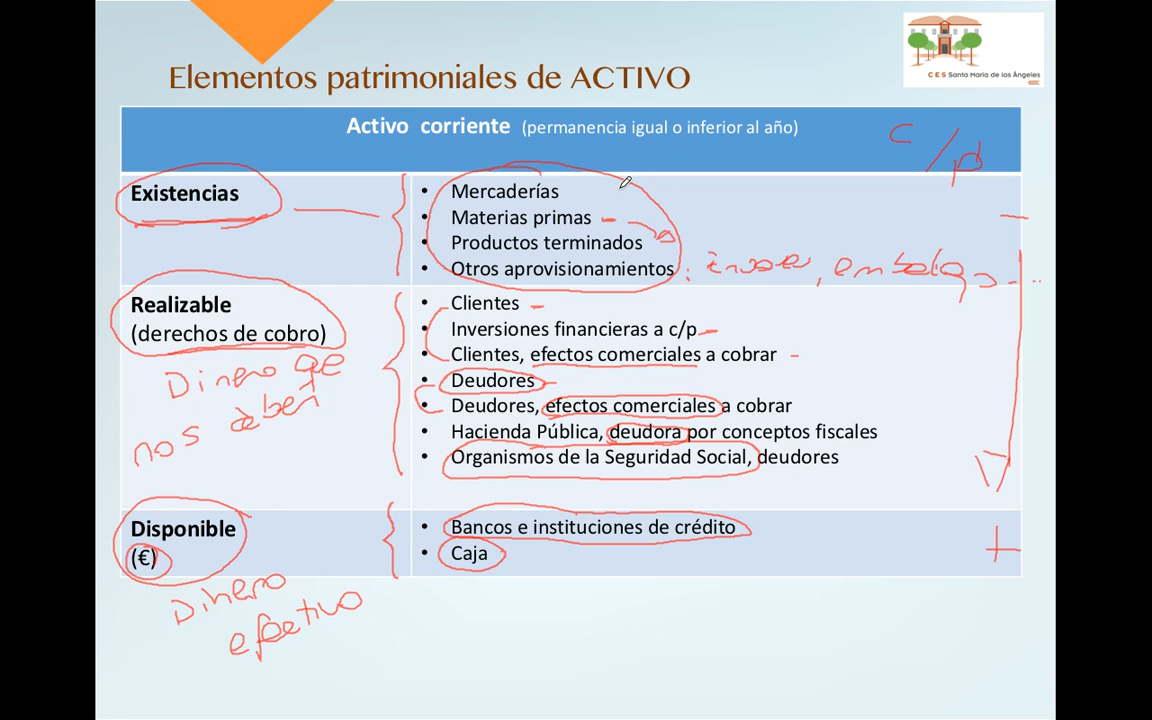 CES Santa María de los Ángeles
Elementos patrimoniales de ACTIVO
Activo corriente (permanencia igual o inferior al año)
c/p
Existencias
• Mercaderías
• Materias primas
• Productos terminados
• Otros aprovisionamientos : envase, embalaje
Realizable
(derechos de cobro)
Dinero qe
nos deben
• Clientes
• Inversiones financieras a c/p
• Clientes, efectos comerciales a cobrar
• Deudores
• Deudores, efectos comerciales a cobrar
• Hacienda Pública, deudora por conceptos fiscales
• Organismos de la Seguridad Social, deudores
Disponible
(€)
• Bancos e instituciones de crédito
• Caja
+
Dinero
efectivo